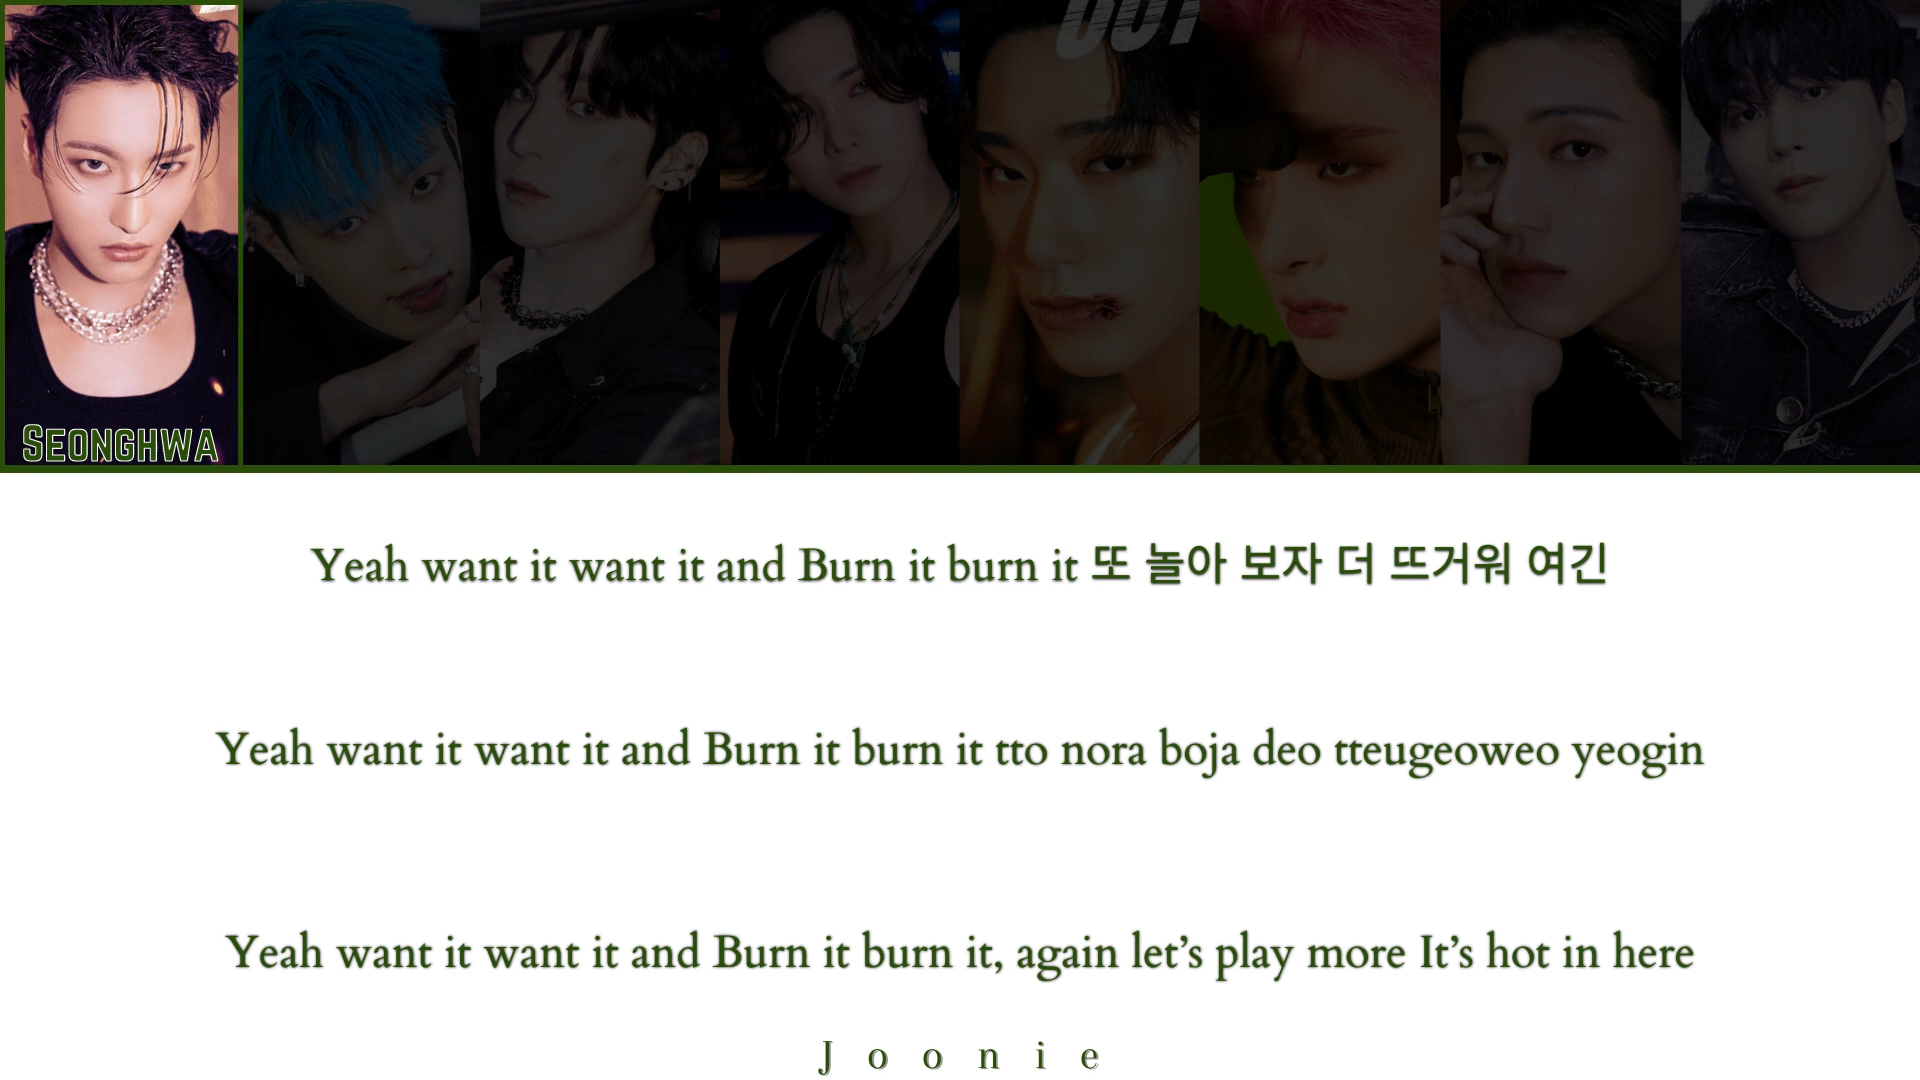 SEONGHWA
Yeah want it want it and Burn it burn it 또 놀아 보자 더 뜨거워 여긴
Yeah want it want it and Burn it burn it tto nora boja deo tteugeoweo yeogin
Yeah want it want it and Burn it burn it, again let’s play more It’s hot in here
Joonie